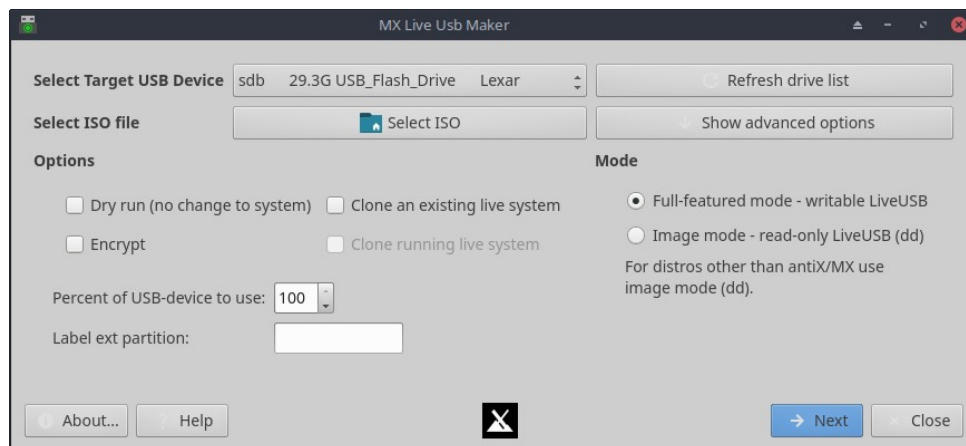 MX Live Usb Maker
Select Target USB Device sdb 29.3G USB_Flash_Drive Lexar Refresh drive list
Select ISO file Select ISO Show advanced options
Options Mode
Dry run (no change to system) Clone an existing live system Full-featured mode - writable LiveUSB
Encrypt Clone running live system Image mode - read-only LiveUSB (dd)
For distros other than antiX/MX use
image mode (dd).
Percent of USB-device to use: 100
Label ext partition:
About... Help Next Close